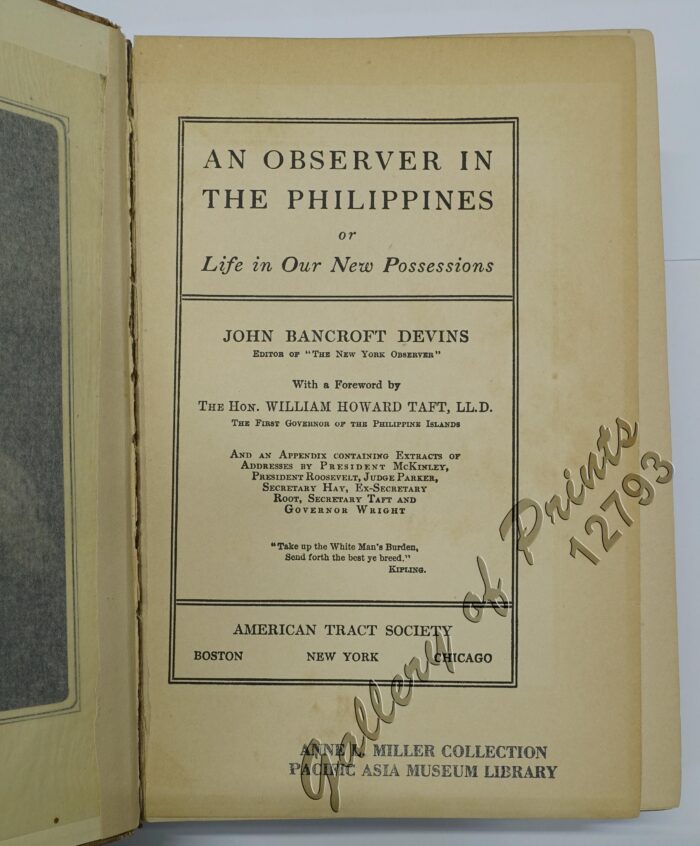 AN OBSERVER IN
THE PHILIPPINES
or
Life in Our New Possessions
JOHN BANCROFT DEVINS
EDITOR OF "THE NEW YORK OBSERVER"
With a Foreword by
THE HON. WILLIAM HOWARD TAFT, LL.D.
THE FIRST GOVERNOR OF THE PHILIPPINE ISLANDS
AND AN APPENDIX CONTAINING EXTRACTS OF
ADDRESSES BY PRESIDENT MCKINLEY,
PRESIDENT ROOSEVELT, JUDGE PARKER,
SECRETARY HAY, EX-SECRETARY
ROOT, SECRETARY TAFT AND
GOVERNOR WRIGHT
"Take up the White Man's Burden,
Send forth the best ye breed."
KIPLING.
AMERICAN TRACT SOCIETY
BOSTON NEW YORK CHICAGO
ANNE L. MILLER COLLECTION
PACIFIC ASIA MUSEUM LIBRARY
Gallery of Prints
12793